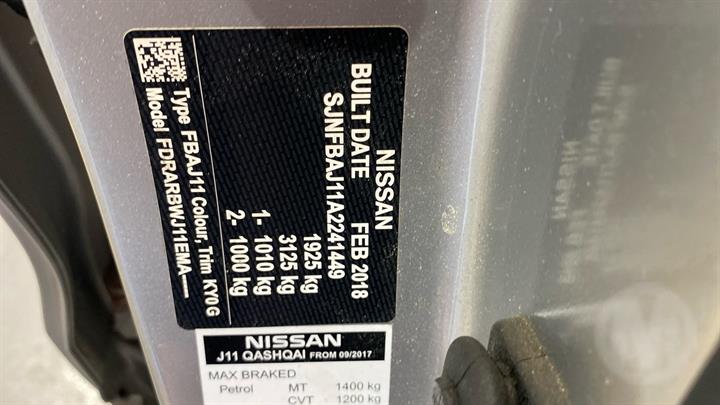 NISSAN
BUILT DATE FEB 2018
SJNFBAJ11A2241449
1925 kg
3125 kg
1- 1010 kg
2- 1000 kg
Type FBAJ11 Colour, Trim KY0G
Model FDRARBWJ11EMA-----
NISSAN
J11 QASHQAI FROM 09/2017
MAX BRAKED
Petrol MT 1400 kg
CVT 1200 kg